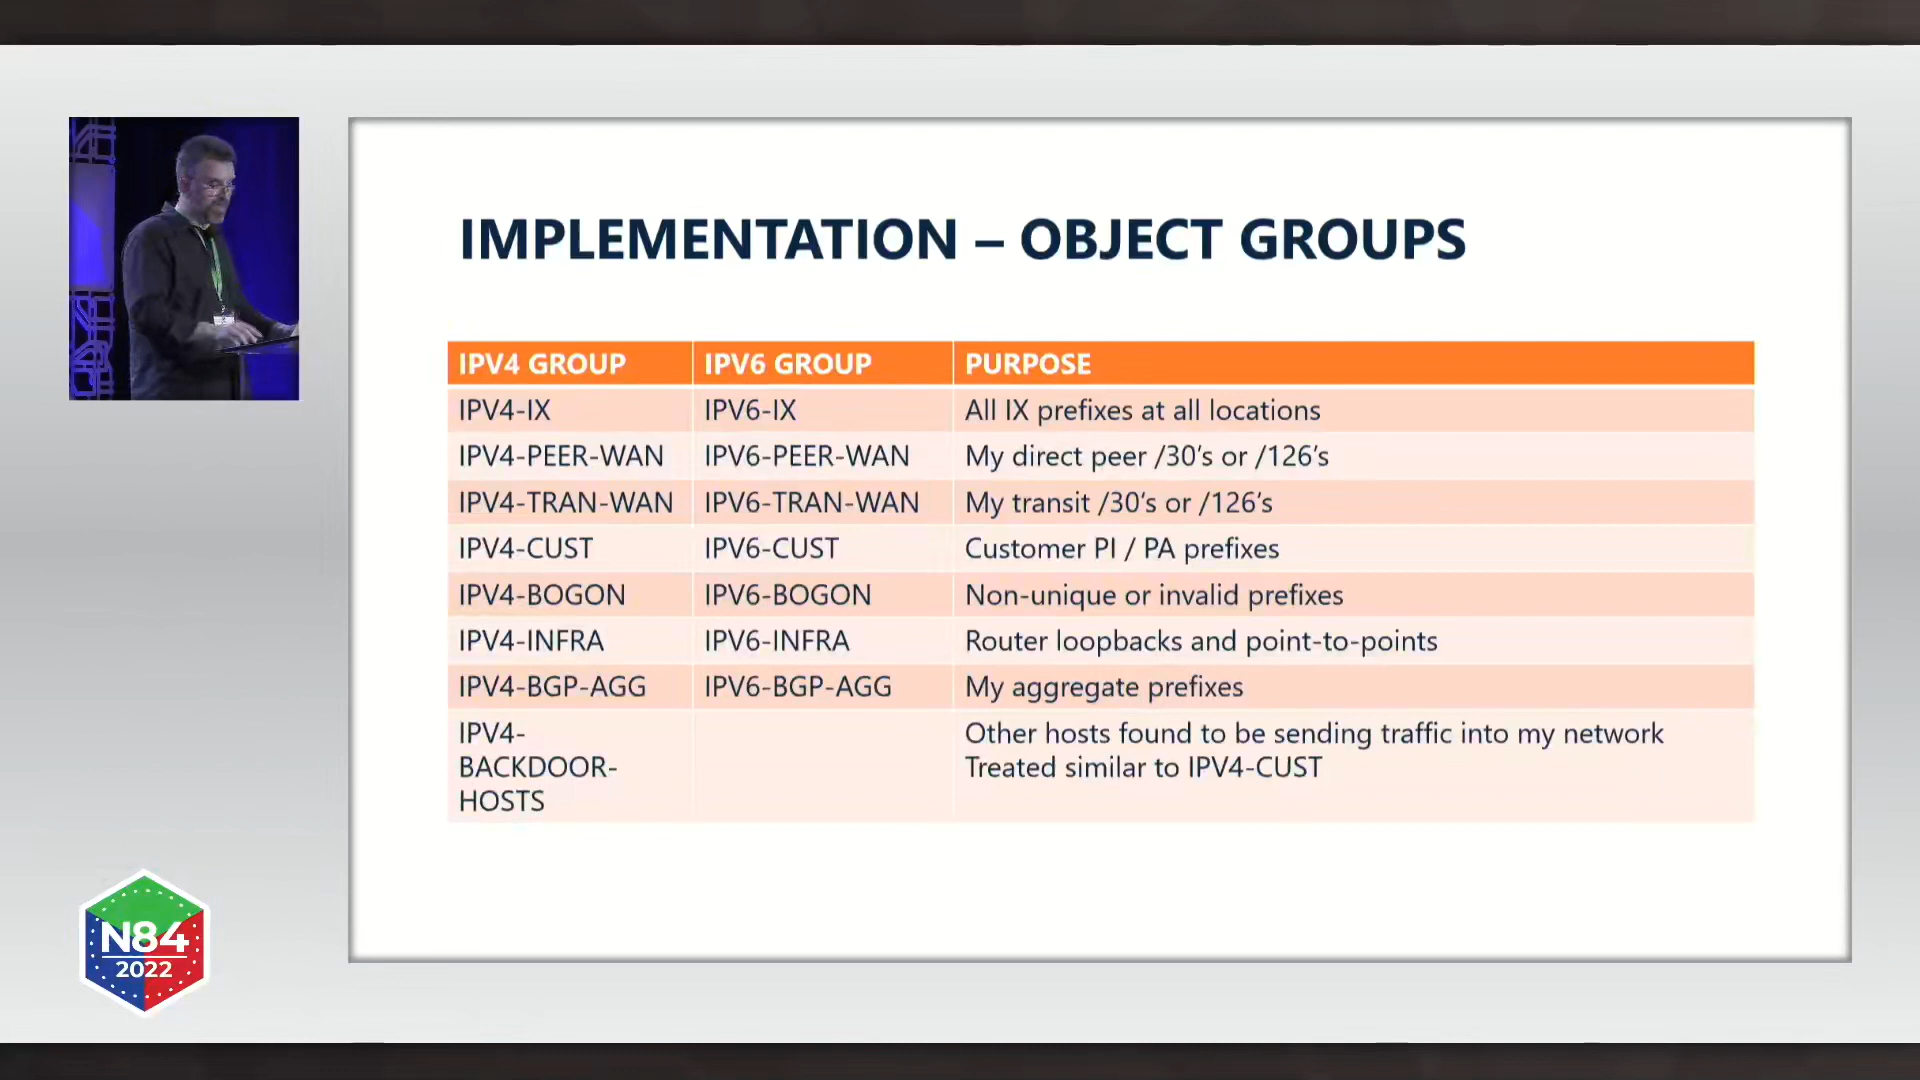 IMPLEMENTATION – OBJECT GROUPS
IPV4 GROUP IPV6 GROUP PURPOSE
IPV4-IX IPV6-IX All IX prefixes at all locations
IPV4-PEER-WAN IPV6-PEER-WAN My direct peer /30’s or /126’s
IPV4-TRAN-WAN IPV6-TRAN-WAN My transit /30’s or /126’s
IPV4-CUST IPV6-CUST Customer PI / PA prefixes
IPV4-BOGON IPV6-BOGON Non-unique or invalid prefixes
IPV4-INFRA IPV6-INFRA Router loopbacks and point-to-points
IPV4-BGP-AGG IPV6-BGP-AGG My aggregate prefixes
IPV4- Other hosts found to be sending traffic into my network
BACKDOOR- Treated similar to IPV4-CUST
HOSTS
N84
2022